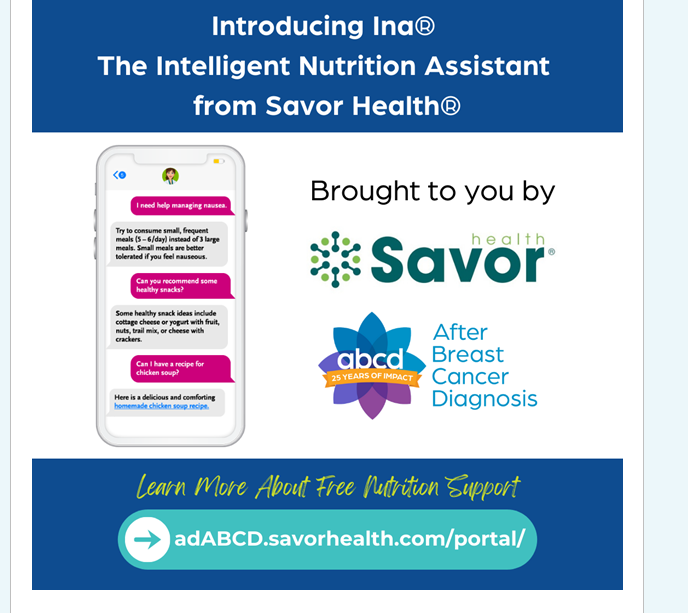 Introducing Ina®
The Intelligent Nutrition Assistant
from Savor Health®
I need help managing nausea.
Try to consume small, frequent
meals (5 – 6 /day) instead of 3 large
meals. Small meals are better
tolerated if you feel nauseous.
Can you recommend some
healthy snacks?
Some healthy snack ideas include
cottage cheese or yogurt with fruit,
nuts, trail mix, or cheese with
crackers.
Can I have a recipe for
chicken soup?
Here is a delicious and comforting
homemade chicken soup recipe.
Brought to you by
health
Savor®
abcd
25 YEARS OF IMPACT
After
Breast
Cancer
Diagnosis
Learn More About Free Nutrition Support
adABCD.savorhealth.com/portal/